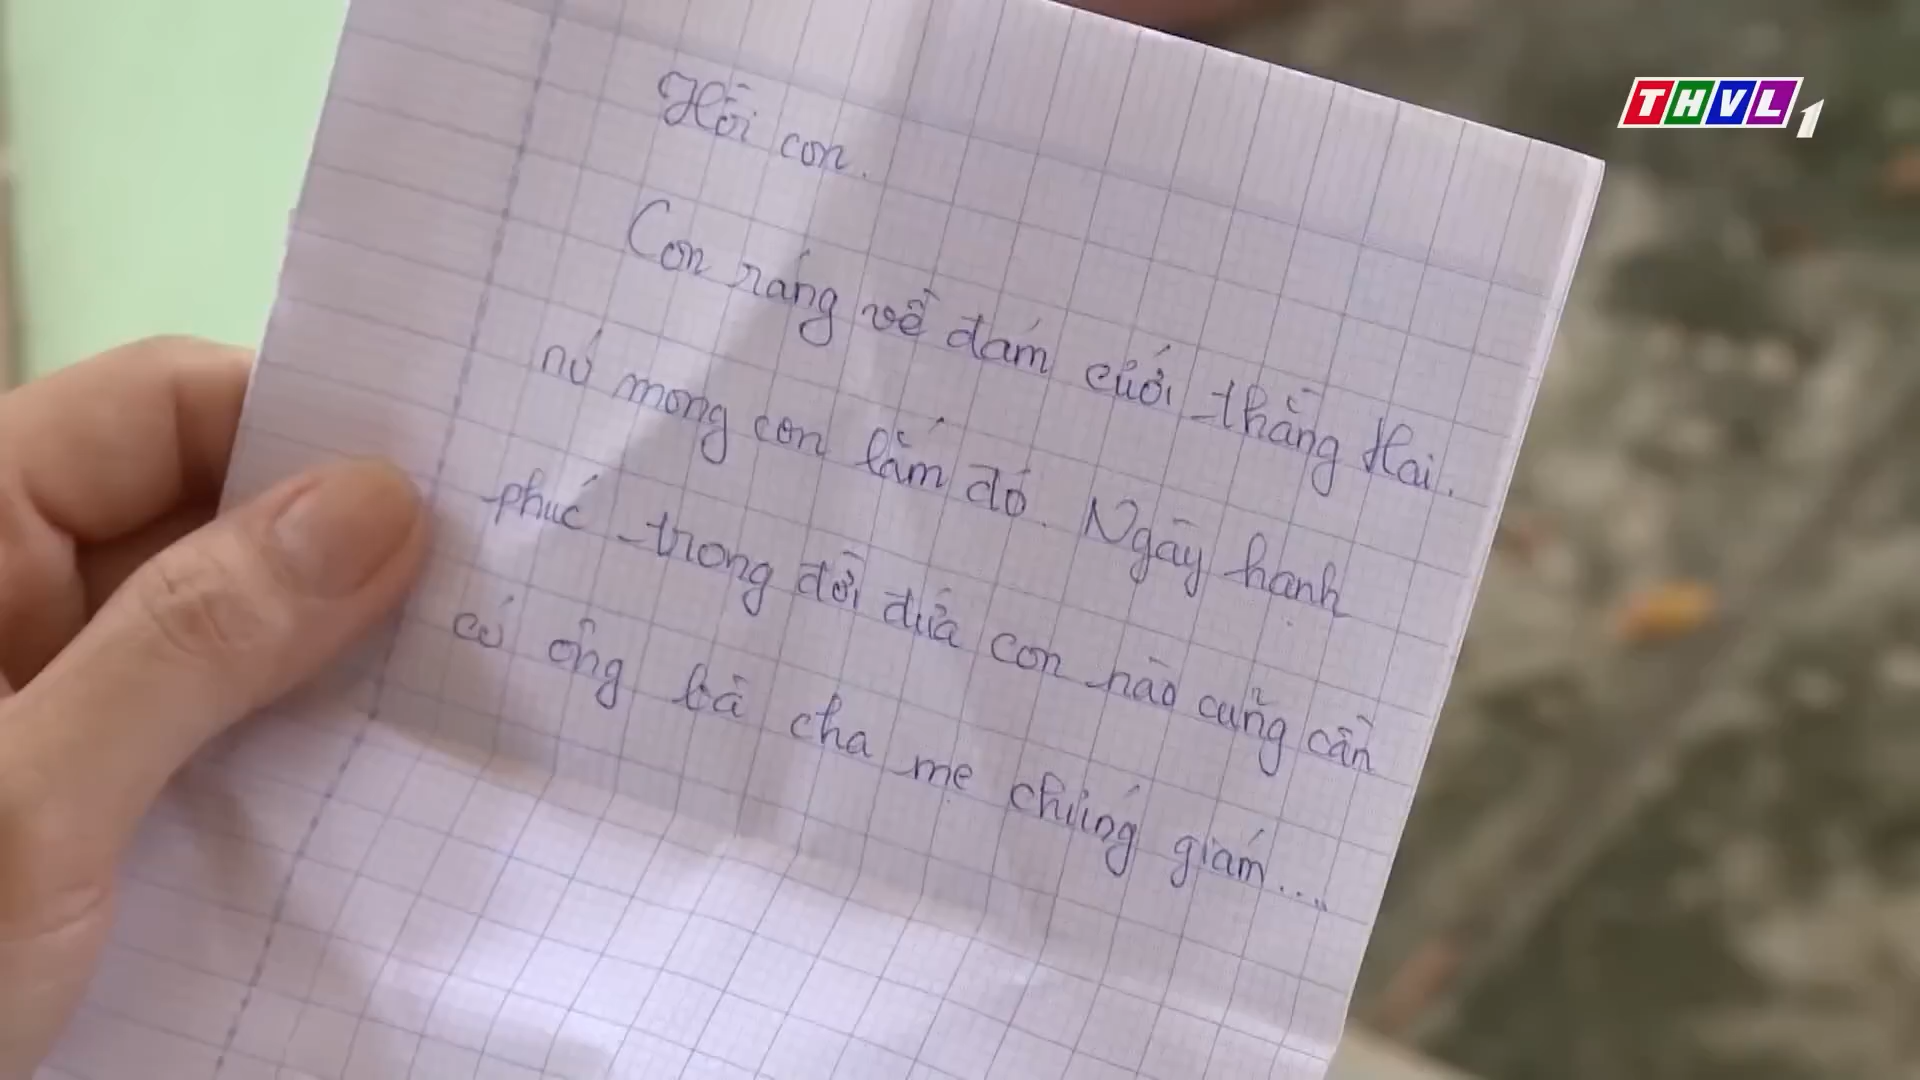 THVL1
Hồi con.
Con ráng về đám cưới thằng Hai.
nó mong con lắm đó. Ngày hạnh
phúc trong đời đứa con nào cũng cần
có ông bà cha mẹ chứng giám...